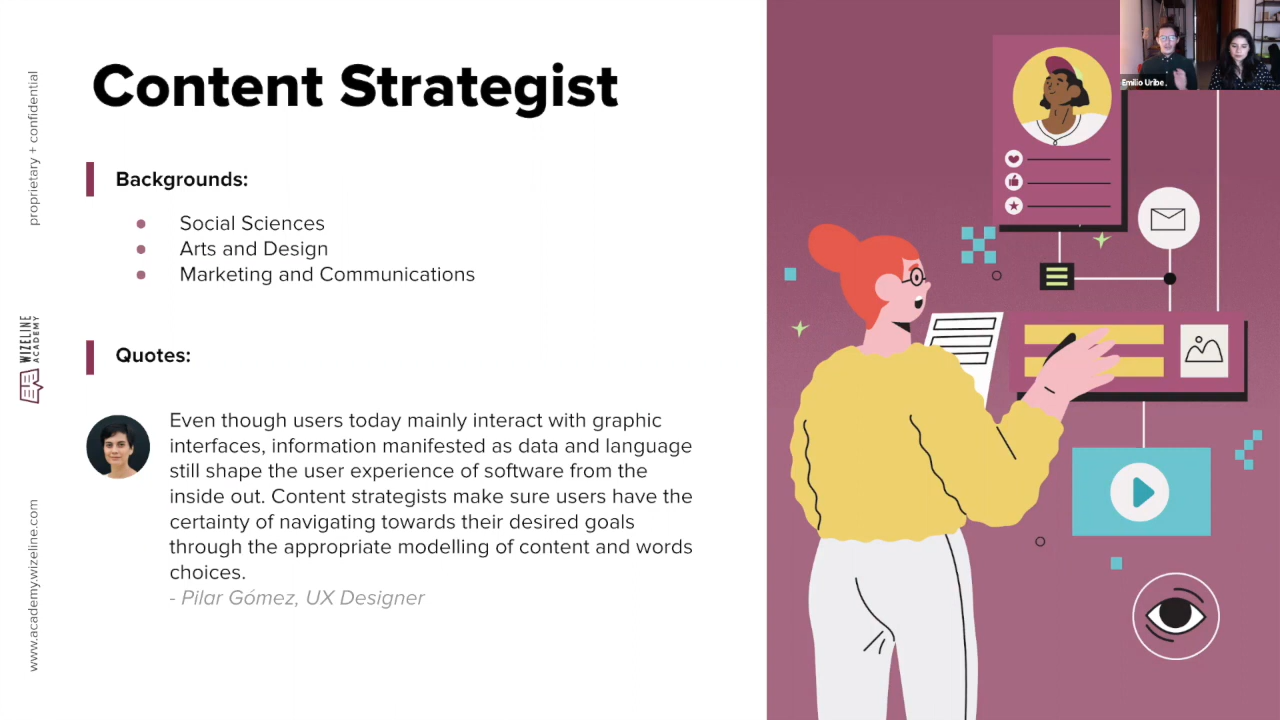 Content Strategist
Backgrounds:
Social Sciences
Arts and Design
Marketing and Communications
Quotes:
Even though users today mainly interact with graphic
interfaces, information manifested as data and language
still shape the user experience of software from the
inside out. Content strategists make sure users have the
certainty of navigating towards their desired goals
through the appropriate modelling of content and words
choices.
- Pilar Gómez, UX Designer
proprietary + confidential
WIZELINE
ACADEMY
www.academy.wizeline.com
Emilio Uribe.